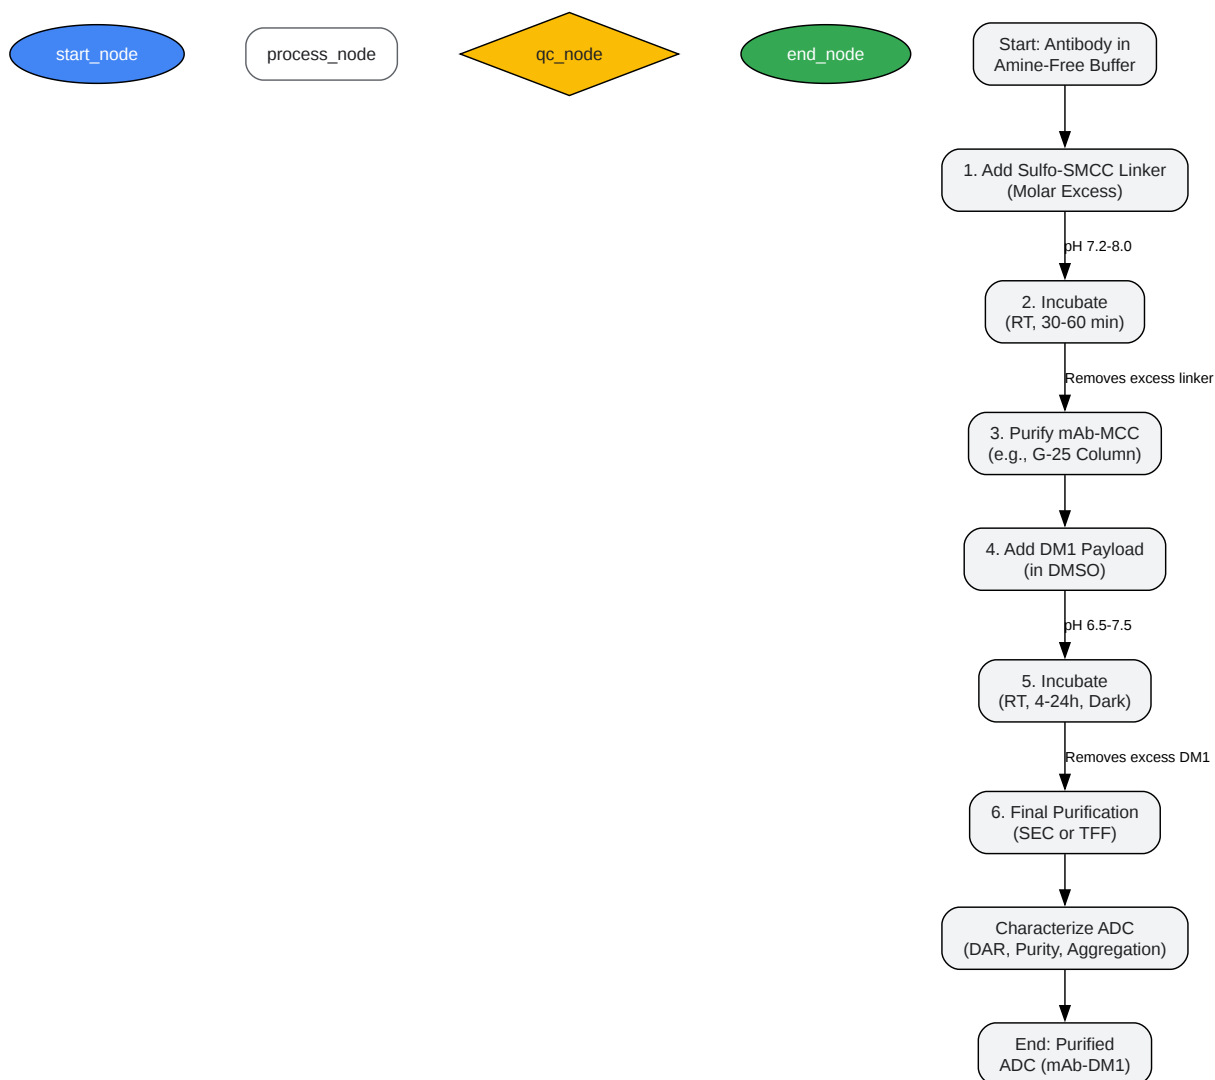 start_node
process_node
qc_node
end_node
Start: Antibody in
Amine-Free Buffer
1. Add Sulfo-SMCC Linker
(Molar Excess)
pH 7.2-8.0
2. Incubate
(RT, 30-60 min)
Removes excess linker
3. Purify mAb-MCC
(e.g., G-25 Column)
4. Add DM1 Payload
(in DMSO)
pH 6.5-7.5
5. Incubate
(RT, 4-24h, Dark)
Removes excess DM1
6. Final Purification
(SEC or TFF)
Characterize ADC
(DAR, Purity, Aggregation)
End: Purified
ADC (mAb-DM1)